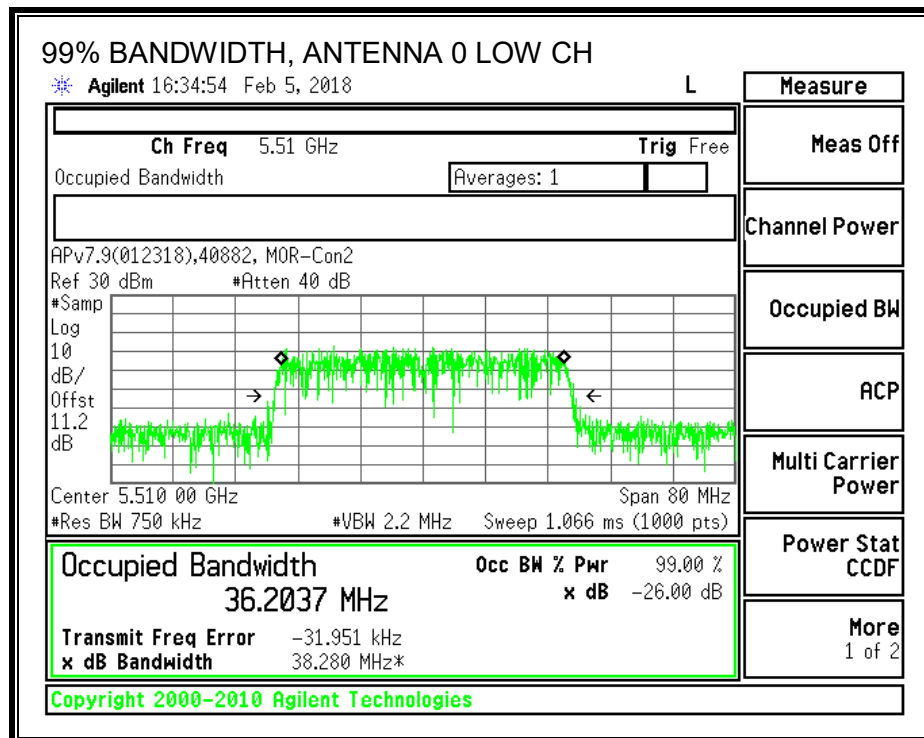 99% BANDWIDTH, ANTENNA 0 LOW CH
Agilent 16:34:54 Feb 5, 2018 L
Measure
Ch Freq 5.51 GHz Trig Free
Meas Off
Occupied Bandwidth Averages: 1
Channel Power
APv7.9(012318),40882, MOR-Con2
Ref 30 dBm #Atten 40 dB
#Samp
Log
10
dB/
Offst
11.2
dB
Occupied BW
ACP
Center 5.510 00 GHz Span 80 MHz
#Res BW 750 kHz #VBW 2.2 MHz Sweep 1.066 ms (1000 pts)
Multi Carrier
Power
Occupied Bandwidth Occ BW % Pwr 99.00 %
36.2037 MHz x dB -26.00 dB
Transmit Freq Error -31.951 kHz
x dB Bandwidth 38.280 MHz*
Power Stat
CCDF
More
1 of 2
Copyright 2000-2010 Agilent Technologies